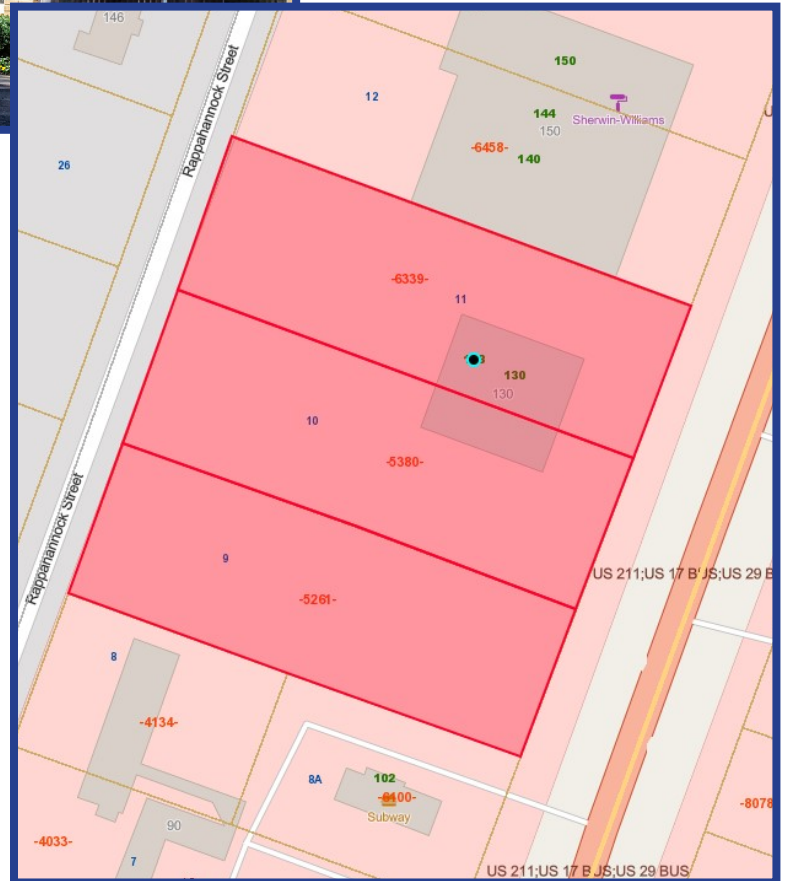 146
Rappahannock Street
12
150
Sherwin-Williams
144
150
-6458-
140
26
-6339-
11
130
130
10
-5380-
Rappahannock Street
9
-5261-
US 211;US 17 B
JS;US 29 B
8
-4134-
8A
102
-6100-
Subway
-8078
90
-4033-
7
US 211;US 17 B
JS;US 29 BUS